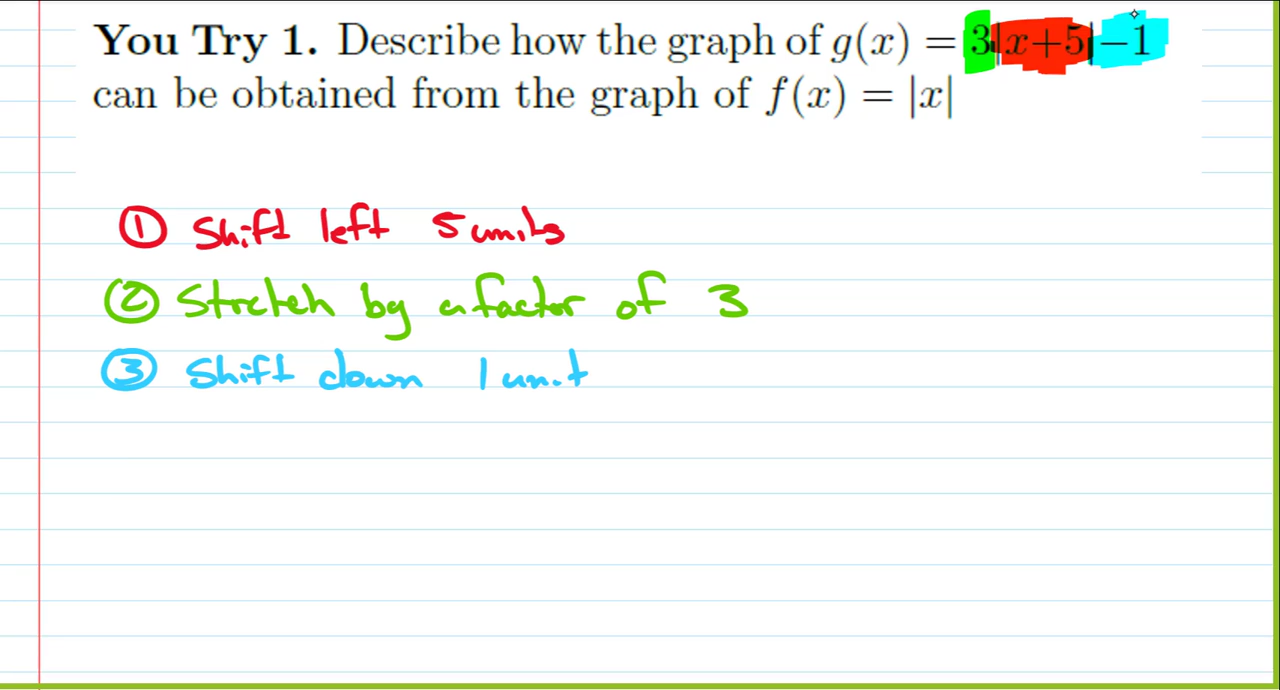 You Try 1. Describe how the graph of g(x) = 3|x+5|−1
can be obtained from the graph of f(x) = |x|
① Shift left 5 units
② Stretch by a factor of 3
③ Shift down 1 unit